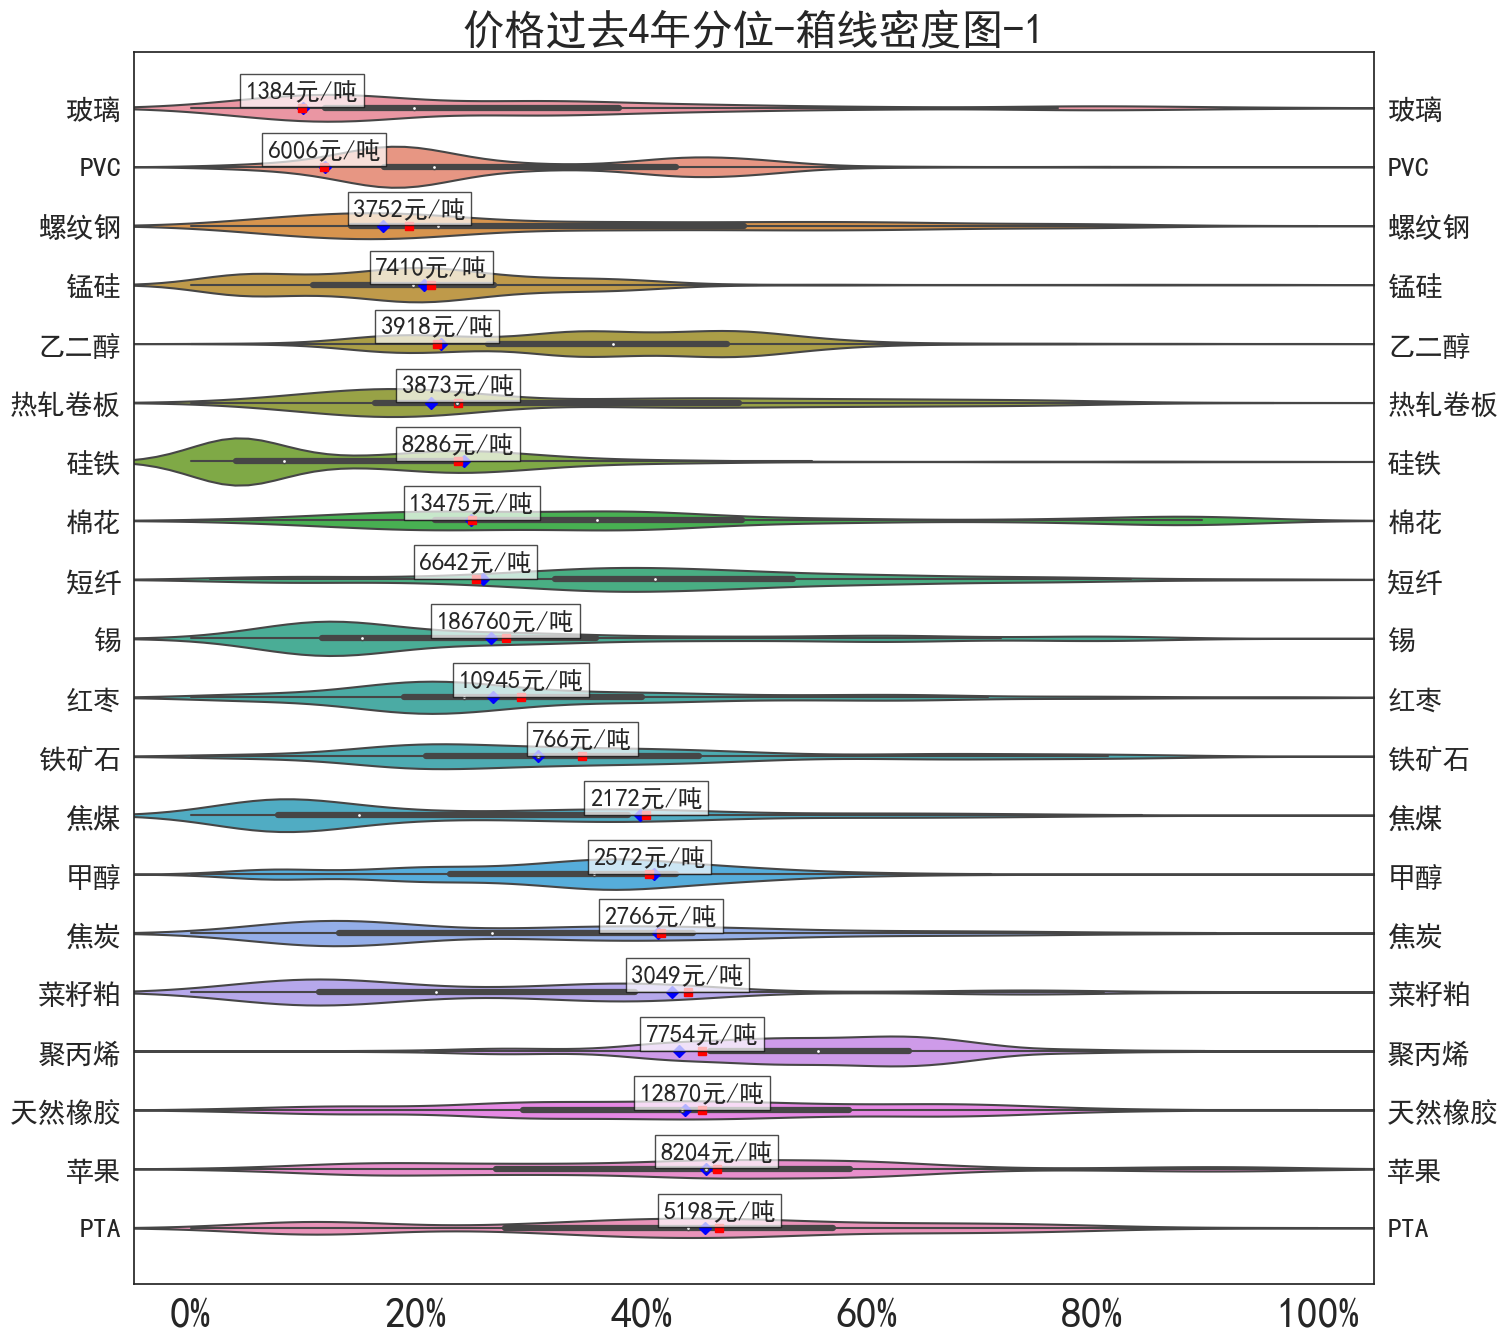 价格过去4年分位-箱线密度图-1
玻璃 1384元/吨 玻璃
PVC 6006元/吨 PVC
螺纹钢 3752元/吨 螺纹钢
锰硅 7410元/吨 锰硅
乙二醇 3918元/吨 乙二醇
热轧卷板 3873元/吨 热轧卷板
硅铁 8286元/吨 硅铁
棉花 13475元/吨 棉花
短纤 6642元/吨 短纤
锡 186760元/吨 锡
红枣 10945元/吨 红枣
铁矿石 766元/吨 铁矿石
焦煤 2172元/吨 焦煤
甲醇 2572元/吨 甲醇
焦炭 2766元/吨 焦炭
菜籽粕 3049元/吨 菜籽粕
聚丙烯 7754元/吨 聚丙烯
天然橡胶 12870元/吨 天然橡胶
苹果 8204元/吨 苹果
PTA 5198元/吨 PTA
0% 20% 40% 60% 80% 100%